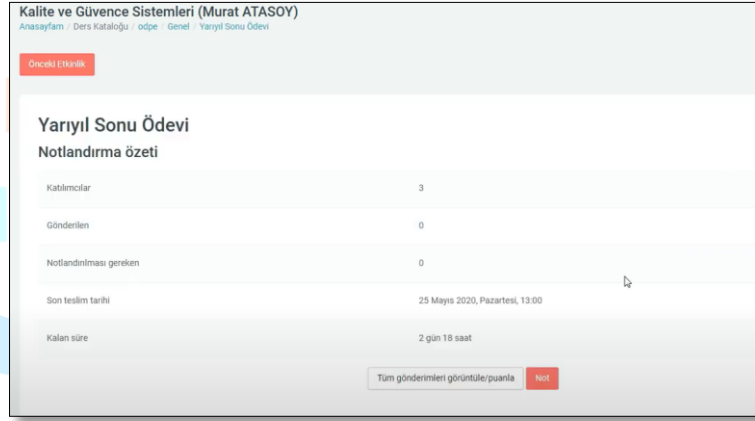 Kalite ve Güvence Sistemleri (Murat ATASOY)
Anasayfam / Ders Kataloğu / odpe / Genel / Yarıyıl Sonu Ödevi
Önceki Etkinlik
Yarıyıl Sonu Ödevi
Notlandırma özeti
Katılımcılar 3
Gönderilen 0
Notlandırılması gereken 0
Son teslim tarihi 25 Mayıs 2020, Pazartesi, 13:00
Kalan süre 2 gün 18 saat
Tüm gönderimleri görüntüle/puanla Not